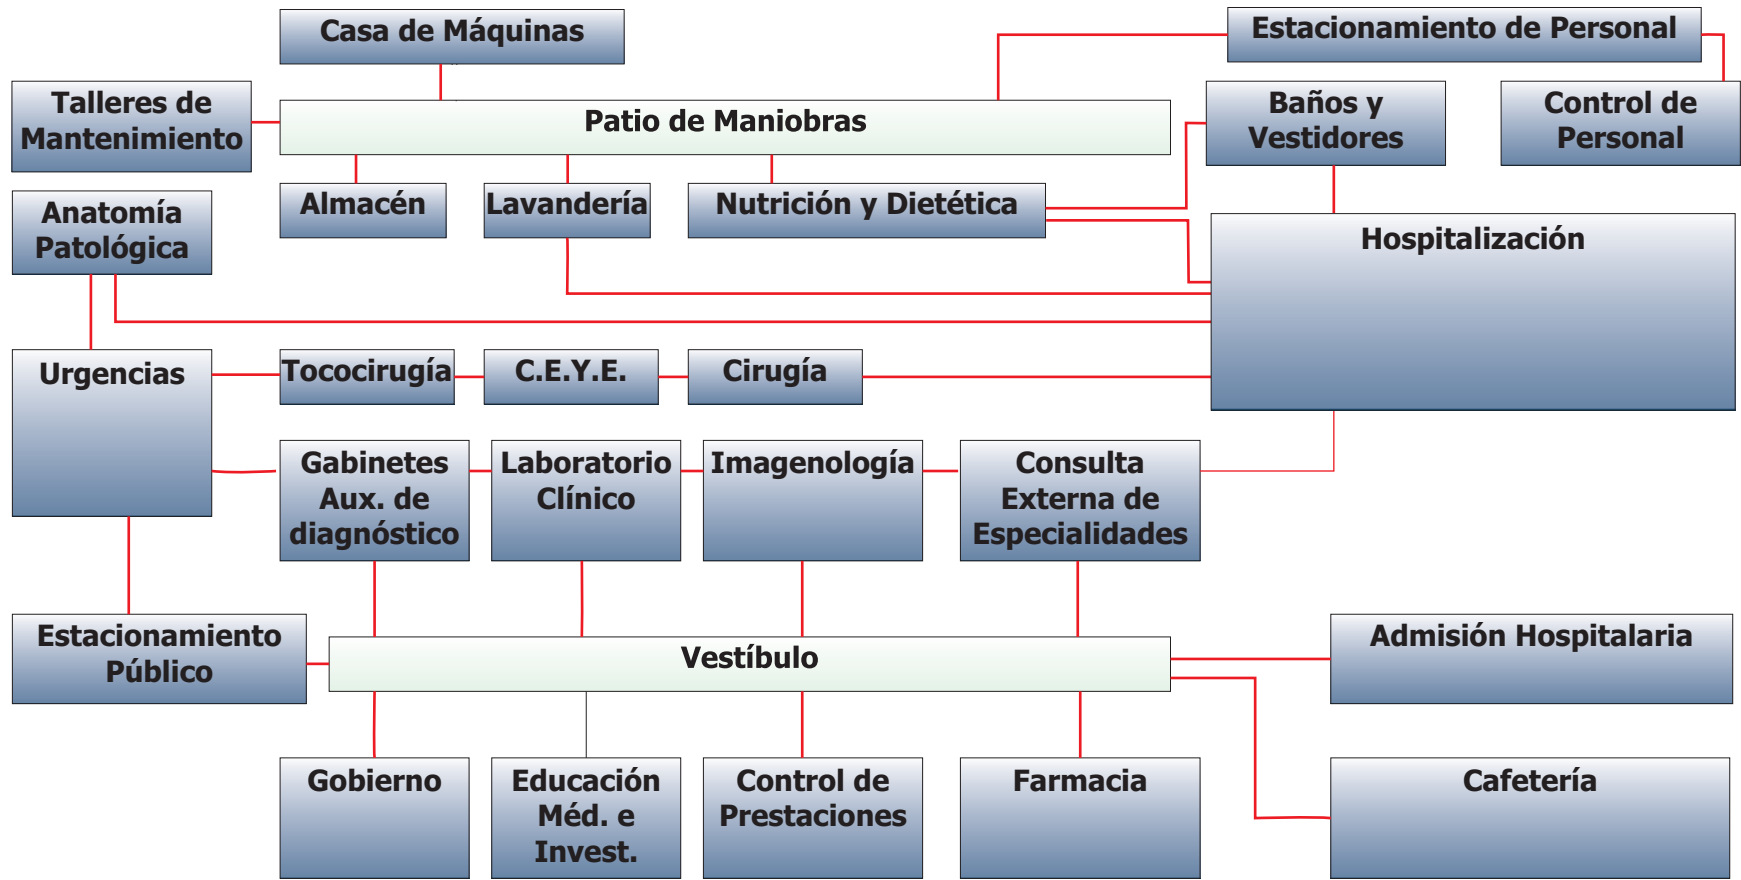 Casa de Máquinas
Estacionamiento de Personal
Talleres de
Mantenimiento
Patio de Maniobras
Baños y
Vestidores
Control de
Personal
Anatomía
Patológica
Almacén
Lavandería
Nutrición y Dietética
Hospitalización
Urgencias
Tococirugía
C.E.Y.E.
Cirugía
Gabinetes
Aux. de
diagnóstico
Laboratorio
Clínico
Imagenología
Consulta
Externa de
Especialidades
Estacionamiento
Público
Vestíbulo
Admisión Hospitalaria
Gobierno
Educación
Méd. e
Invest.
Control de
Prestaciones
Farmacia
Cafetería